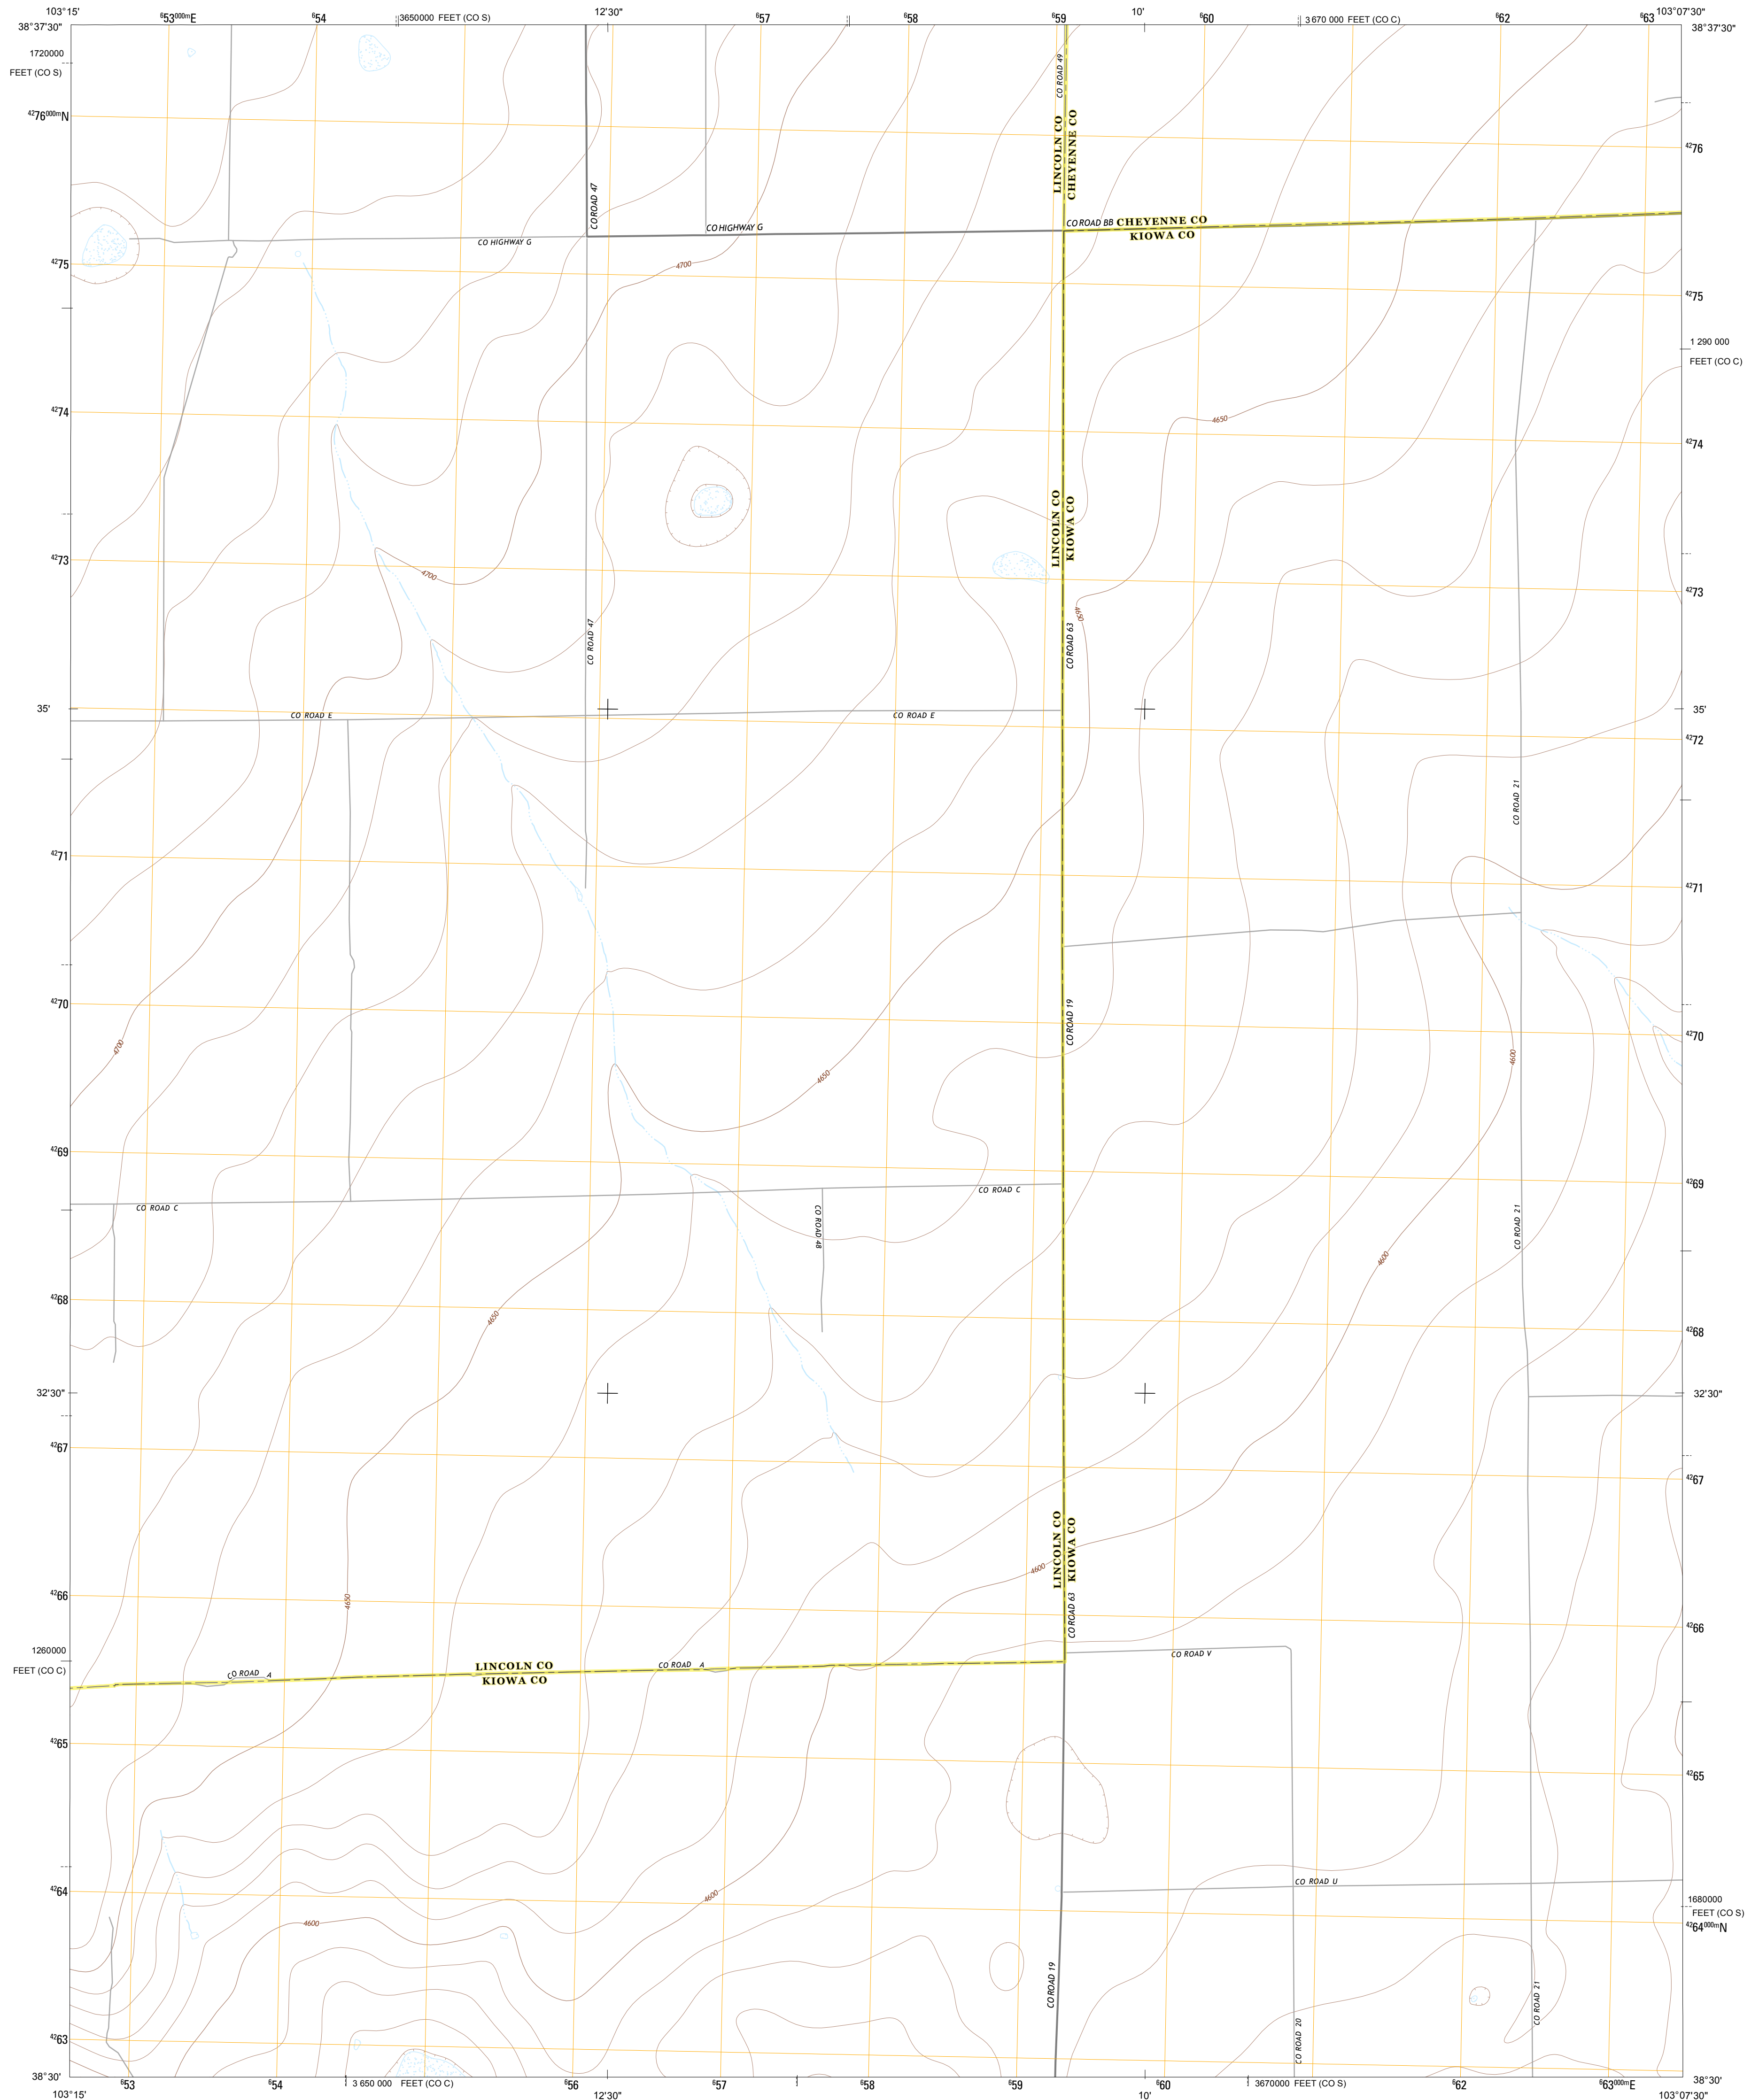 103°15'
⁶53⁰⁰⁰ᵐE
⁶54
3650000 FEET (CO S)
12'30"
⁶57
⁶58
⁶59
10'
⁶60
3 670 000 FEET (CO C)
⁶62
⁶63
103°07'30"
38°37'30"
38°37'30"
1720000
FEET (CO S)
CO ROAD 49
⁴²76⁰⁰⁰ᵐN
LINCOLN CO
CHEYENNE CO
⁴²76
CO ROAD 47
CO HIGHWAY G
CO HIGHWAY G
CO ROAD BB
CHEYENNE CO
KIOWA CO
⁴²75
4700
⁴²75
1 290 000
FEET (CO C)
⁴²74
4650
⁴²74
LINCOLN CO
KIOWA CO
⁴²73
4700
⁴²73
4650
CO ROAD 47
CO ROAD 63
35'
CO ROAD E
CO ROAD E
35'
⁴²72
CO ROAD 21
⁴²71
⁴²71
⁴²70
CO ROAD 19
⁴²70
4700
4650
4600
⁴²69
⁴²69
CO ROAD C
CO ROAD C
CO ROAD 48
CO ROAD 21
4600
⁴²68
4650
⁴²68
32'30"
32'30"
⁴²67
⁴²67
LINCOLN CO
KIOWA CO
4600
⁴²66
4650
CO ROAD 63
⁴²66
1260000
FEET (CO C)
CO ROAD A
LINCOLN CO
KIOWA CO
CO ROAD A
CO ROAD V
⁴²65
⁴²65
⁴²64
4600
4600
CO ROAD U
1680000
FEET (CO S)
⁴²64⁰⁰⁰ᵐN
CO ROAD 19
CO ROAD 21
CO ROAD 20
⁴²63
38°30'
38°30'
103°15'
⁶53
⁶54
3 650 000 FEET (CO C)
⁶56
12'30"
⁶57
⁶58
⁶59
10'
⁶60
3670000 FEET (CO S)
⁶62
⁶63⁰⁰⁰ᵐE
103°07'30"